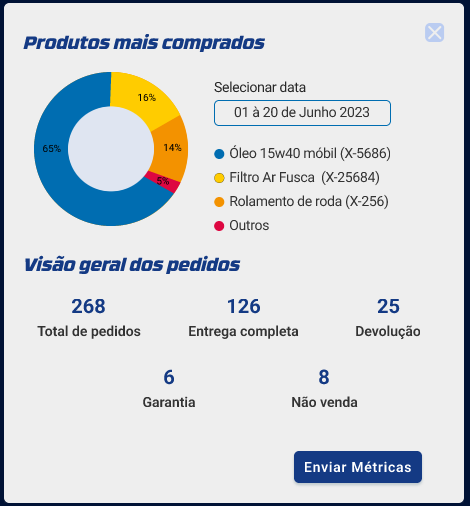 Produtos mais comprados
16%
65%
14%
5%
Selecionar data
01 à 20 de Junho 2023
Óleo 15w40 móbil (X-5686)
Filtro Ar Fusca (X-25684)
Rolamento de roda (X-256)
Outros
Visão geral dos pedidos
268
Total de pedidos
126
Entrega completa
25
Devolução
6
Garantia
8
Não venda
Enviar Métricas